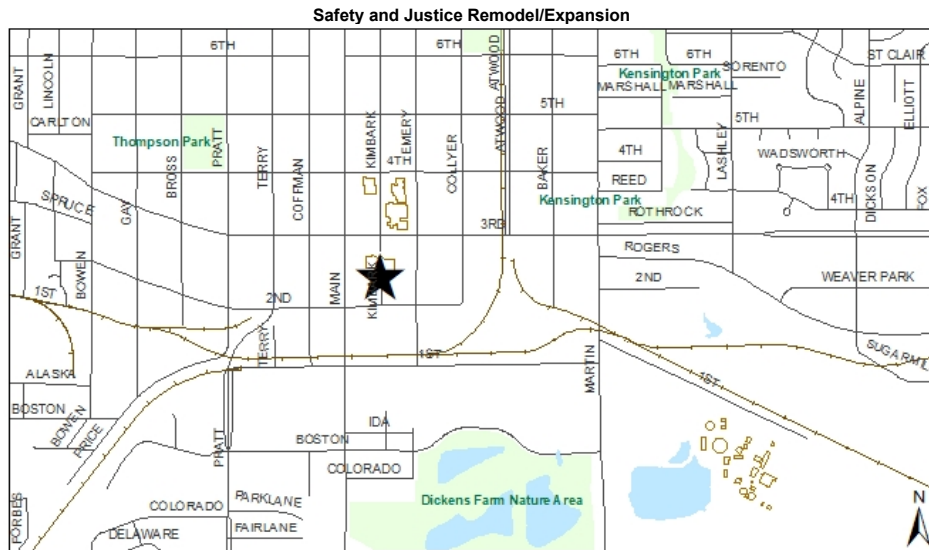 Safety and Justice Remodel/Expansion
6TH
6TH
ATWOOD
6TH
6TH
ST CLAIR
GRANT
LINCOLN
SORENTO
Kensington Park
MARSHALL
MARSHALL
ALPINE
ELLIOTT
CARLTON
5TH
ATWOOD
5TH
Thompson Park
PRATT
KIMBARK
EMERY
4TH
LASHLEY
WADSWORTH
BROSS
TERRY
COFFMAN
4TH
COLLYER
BAKER
REED
DICKSON
4TH
FOX
SPRUCE
GAY
Kensington Park
ROTHROCK
GRANT
3RD
ROGERS
BOWEN
MAIN
KIMBARK
2ND
WEAVER PARK
1ST
2ND
TERRY
1ST
MARTIN
1ST
SUGARMIL
ALASKA
BOSTON
BOWEN
PRICE
PRATT
IDA
BOSTON
COLORADO
FORBES
COLORADO
PARKLANE
Dickens Farm Nature Area
N
DELAWARE
FAIRLANE